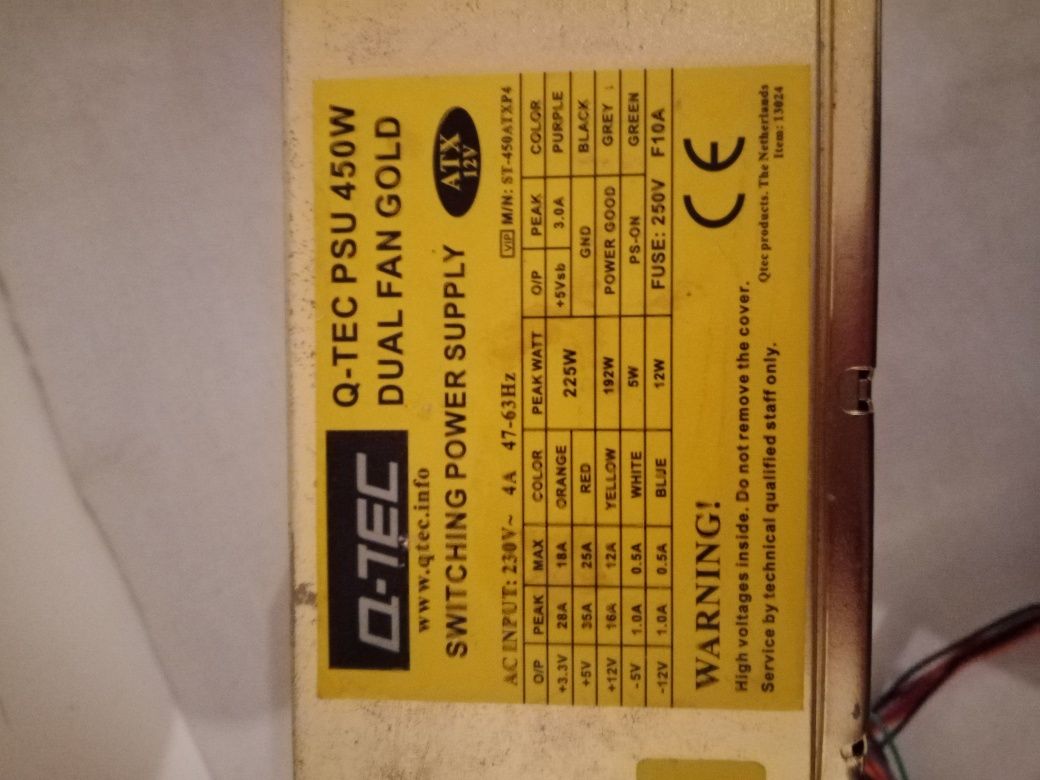 Q-TEC
Q-TEC PSU 450W
DUAL FAN GOLD
www.qtec.info
SWITCHING POWER SUPPLY
ATX
12V
AC INPUT: 230V~ 4A 47-63Hz
VIP M/N: ST-450ATXP4
O/P PEAK MAX COLOR PEAK WATT O/P PEAK COLOR
+3.3V 28A 18A ORANGE 225W +5Vsb 3.0A PURPLE
+5V 35A 25A RED GND BLACK
+12V 16A 12A YELLOW 192W POWER GOOD GREY
-5V 1.0A 0.5A WHITE 5W PS-ON GREEN
-12V 1.0A 0.5A BLUE 12W FUSE: 250V F10A
WARNING!
CE
High voltages inside. Do not remove the cover.
Service by technical qualified staff only.
Qtec products. The Netherlands
Item: 13024